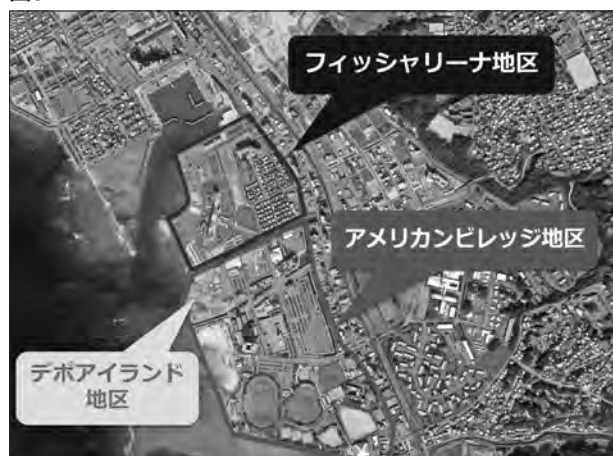 フィッシャリーナ地区
アメリカンビレッジ地区
デポアイランド
地区